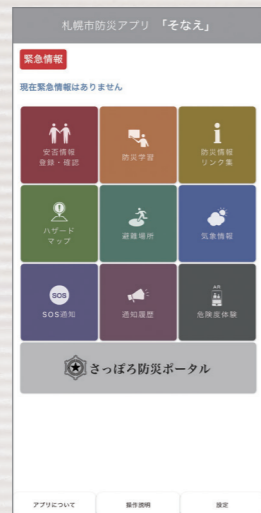 札幌市防災アプリ 「そなえ」
緊急情報
現在緊急情報はありません
安否情報
登録・確認
防災学習
防災情報
リンク集
ハザード
マップ
避難場所
気象情報
SOS
SOS通知
通知履歴
AR
危険度体験
さっぽろ防災ポータル
アプリについて
操作説明
設定